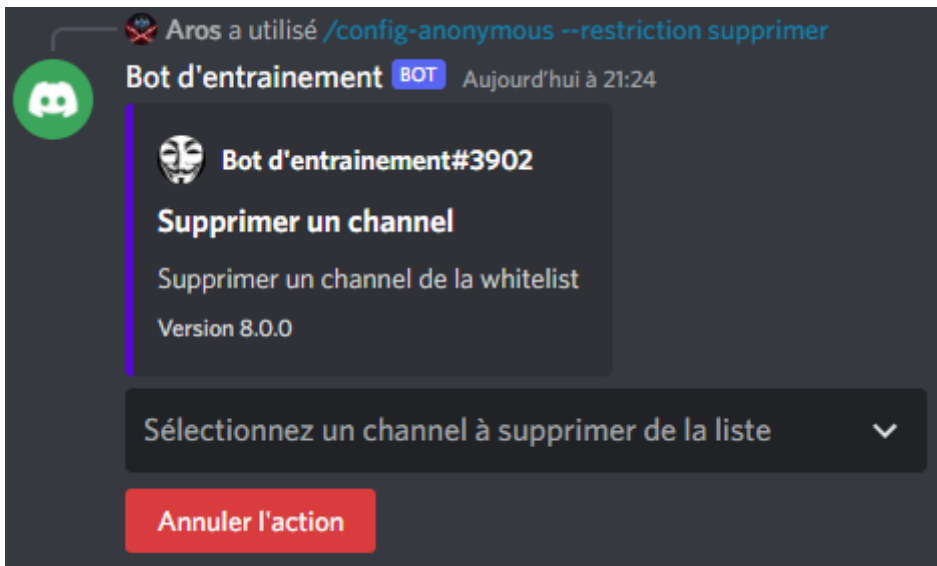 Aros a utilisé /config-anonymous --restriction supprimer
Bot d'entrainement BOT Aujourd'hui à 21:24
Bot d'entrainement#3902
Supprimer un channel
Supprimer un channel de la whitelist
Version 8.0.0
Sélectionnez un channel à supprimer de la liste
Annuler l'action